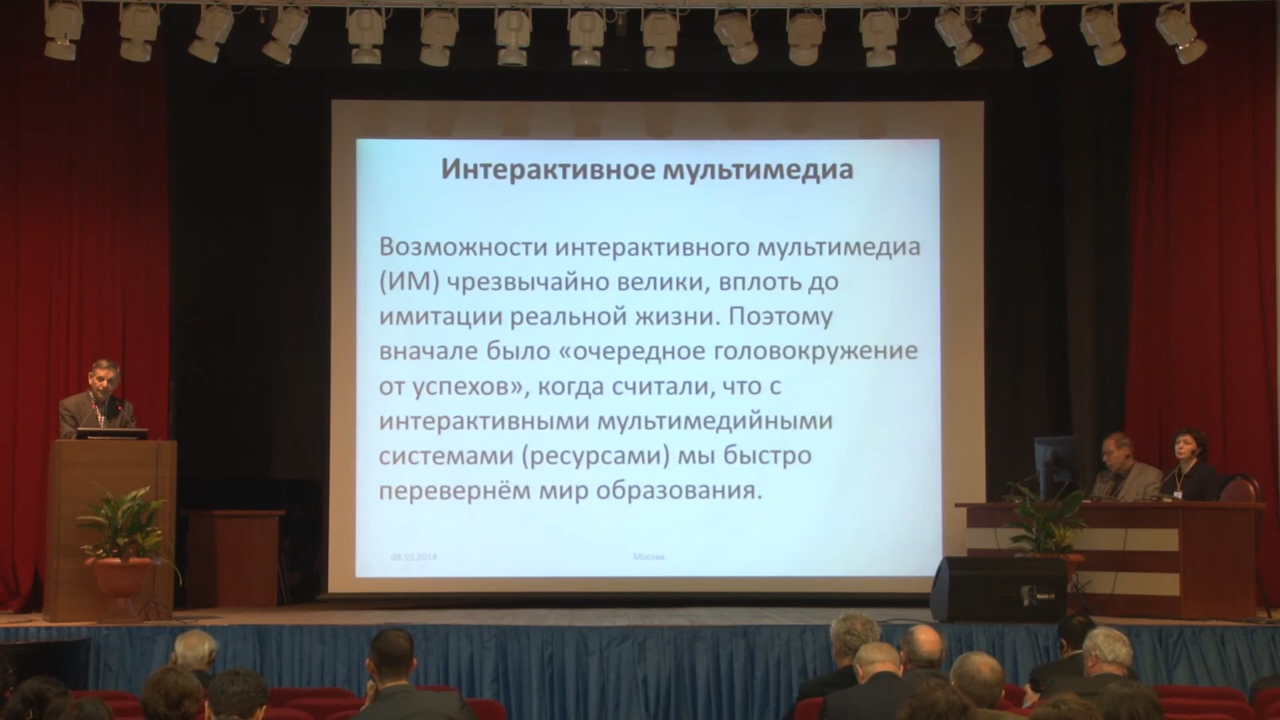 Интерактивное мультимедиа
Возможности интерактивного мультимедиа
(ИМ) чрезвычайно велики, вплоть до
имитации реальной жизни. Поэтому
вначале было «очередное головокружение
от успехов», когда считали, что с
интерактивными мультимедийными
системами (ресурсами) мы быстро
перевернём мир образования.
09.10.2014 Москва